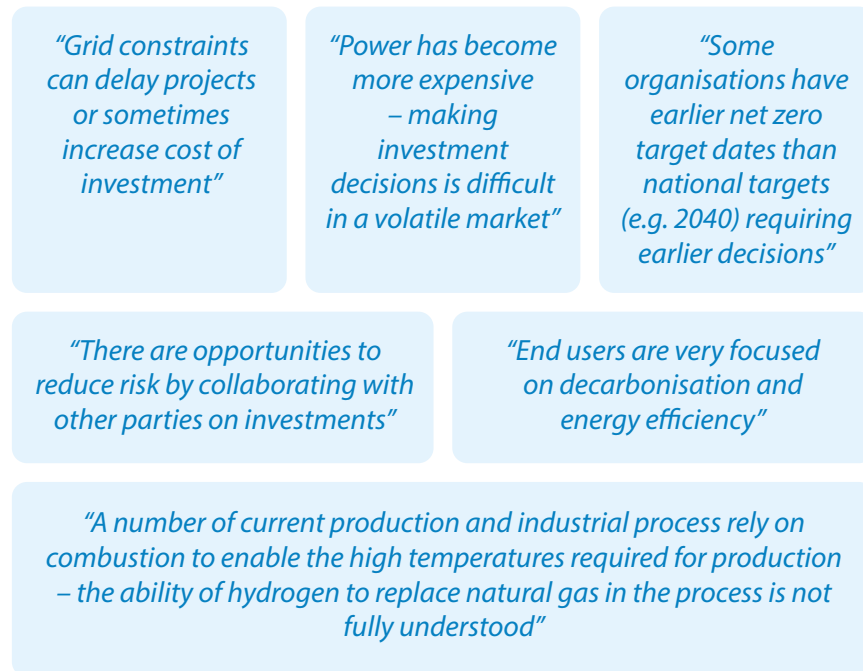 “Grid constraints
can delay projects
or sometimes
increase cost of
investment”
“Power has become
more expensive
– making
investment
decisions is difficult
in a volatile market”
“Some
organisations have
earlier net zero
target dates than
national targets
(e.g. 2040) requiring
earlier decisions”
“There are opportunities to
reduce risk by collaborating with
other parties on investments”
“End users are very focused
on decarbonisation and
energy efficiency”
“A number of current production and industrial process rely on
combustion to enable the high temperatures required for production
– the ability of hydrogen to replace natural gas in the process is not
fully understood”